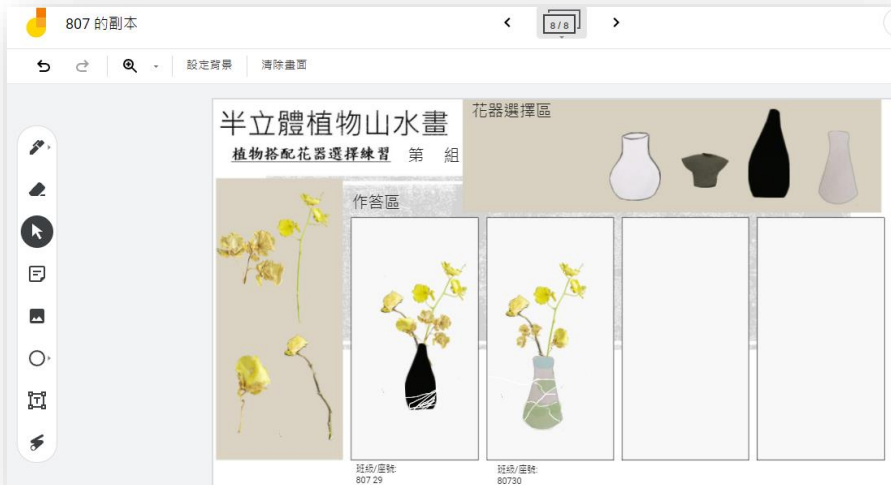 807 的副本
8 / 8
設定背景
清除畫面
半立體植物山水畫
植物搭配花器選擇練習 第 組
花器選擇區
作答區
班級/座號:
807 29
班級/座號:
80730